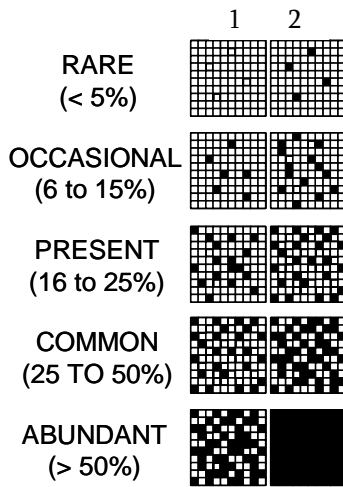 1 2
RARE
(< 5%)
OCCASIONAL
(6 to 15%)
PRESENT
(16 to 25%)
COMMON
(25 TO 50%)
ABUNDANT
(> 50%)